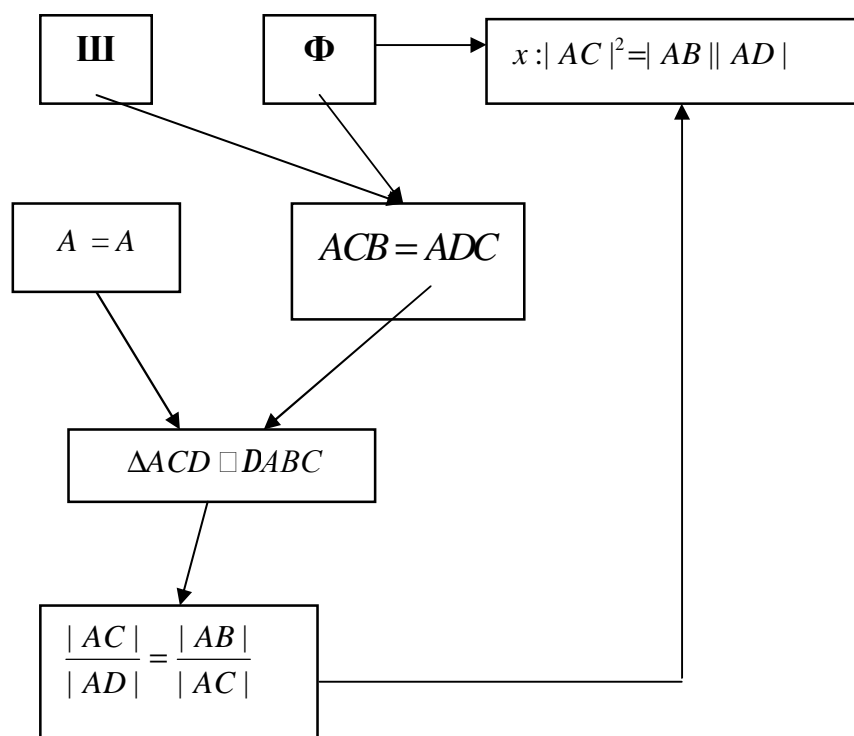 Ш
Ф
x :| AC |²=| AB || AD |
A = A
ACB = ADC
ΔACD □ DABC
| AC | / | AD | = | AB | / | AC |